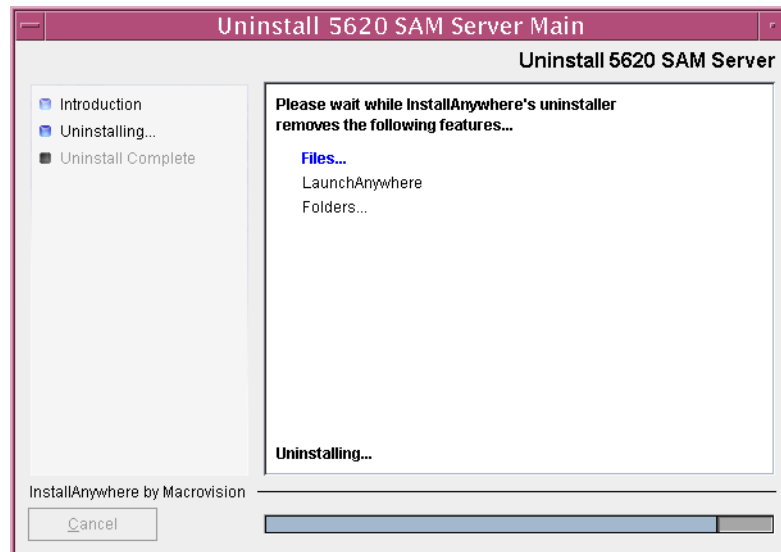 Uninstall 5620 SAM Server Main
Uninstall 5620 SAM Server
Introduction
Uninstalling...
Uninstall Complete
Please wait while InstallAnywhere's uninstaller
removes the following features...
Files...
LaunchAnywhere
Folders...
Uninstalling...
InstallAnywhere by Macrovision
Cancel